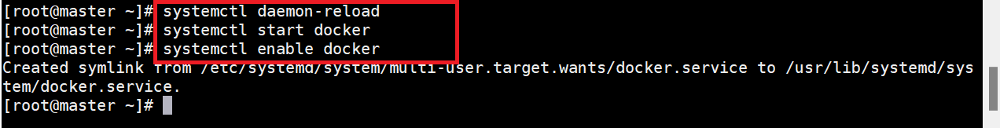 [root@master ~]# systemctl daemon-reload
[root@master ~]# systemctl start docker
[root@master ~]# systemctl enable docker
Created symlink from /etc/systemd/system/multi-user.target.wants/docker.service to /usr/lib/systemd/sys
tem/docker.service.
[root@master ~]#